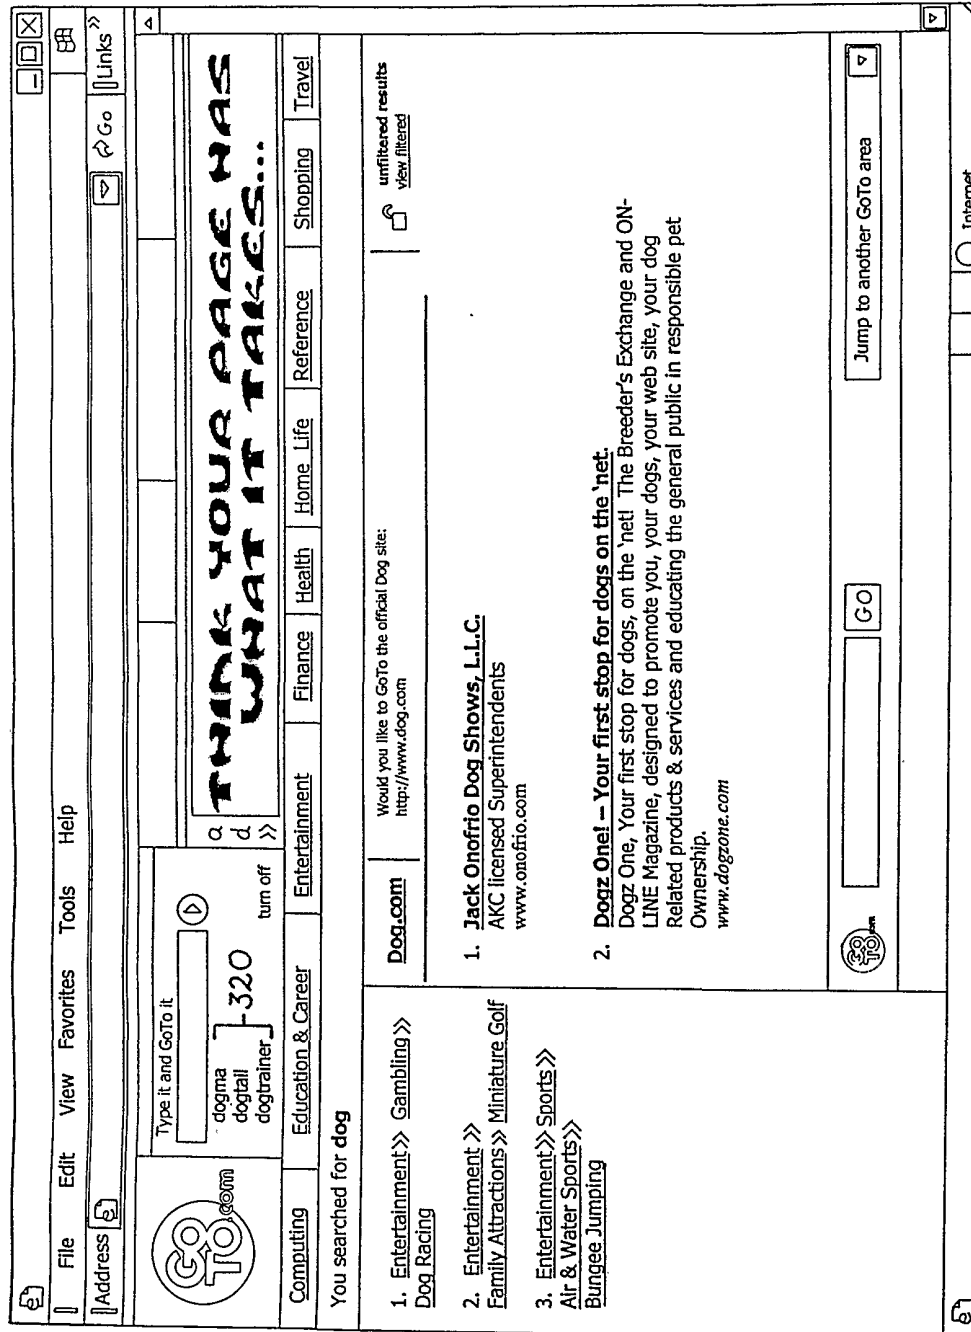 File Edit View Favorites Tools Help
Address Go Links »
GOTO.com
Type it and GoTo it
dogma
dogtail
dogtrainer
320
turn off
a
d
>>
THINK YOUR PAGE HAS
WHAT IT TAKES...
Computing Education & Career Entertainment Finance Health Home Life Reference Shopping Travel
You searched for dog
1. Entertainment>> Gambling>>
Dog Racing
2. Entertainment >>
Family Attractions>> Miniature Golf
3. Entertainment>> Sports>>
Air & Water Sports>>
Bungee Jumping
Dog.com
Would you like to GoTo the official Dog site:
http://www.dog.com
unfiltered results
view filtered
1. Jack Onofrio Dog Shows, L.L.C.
AKC licensed Superintendents
www.onofrio.com
2. Dogz One! – Your first stop for dogs on the 'net.
Dogz One, Your first stop for dogs, on the 'net! The Breeder's Exchange and ON-
LINE Magazine, designed to promote you, your dogs, your web site, your dog
Related products & services and educating the general public in responsible pet
Ownership.
www.dogzone.com
GOTO.com
GO
Jump to another GoTo area
Internet